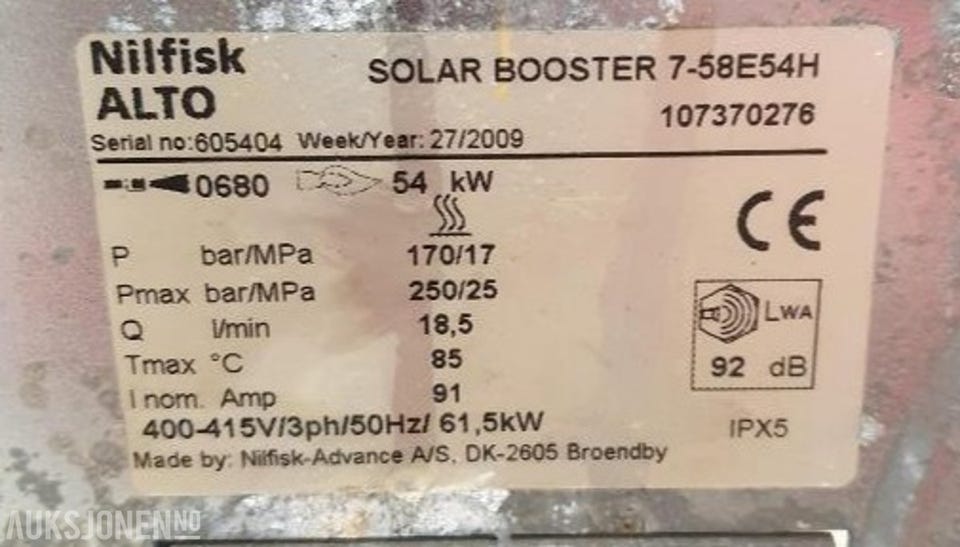 Nilfisk
ALTO
SOLAR BOOSTER 7-58E54H
107370276
Serial no:605404 Week/Year: 27/2009
0680 54 kW
P bar/MPa 170/17
Pmax bar/MPa 250/25
Q l/min 18,5
Tmax °C 85
I nom. Amp 91
400-415V/3ph/50Hz/ 61,5kW
Made by: Nilfisk-Advance A/S, DK-2605 Broendby
CE
LWA
92 dB
IPX5
AUKSJONEN.NO